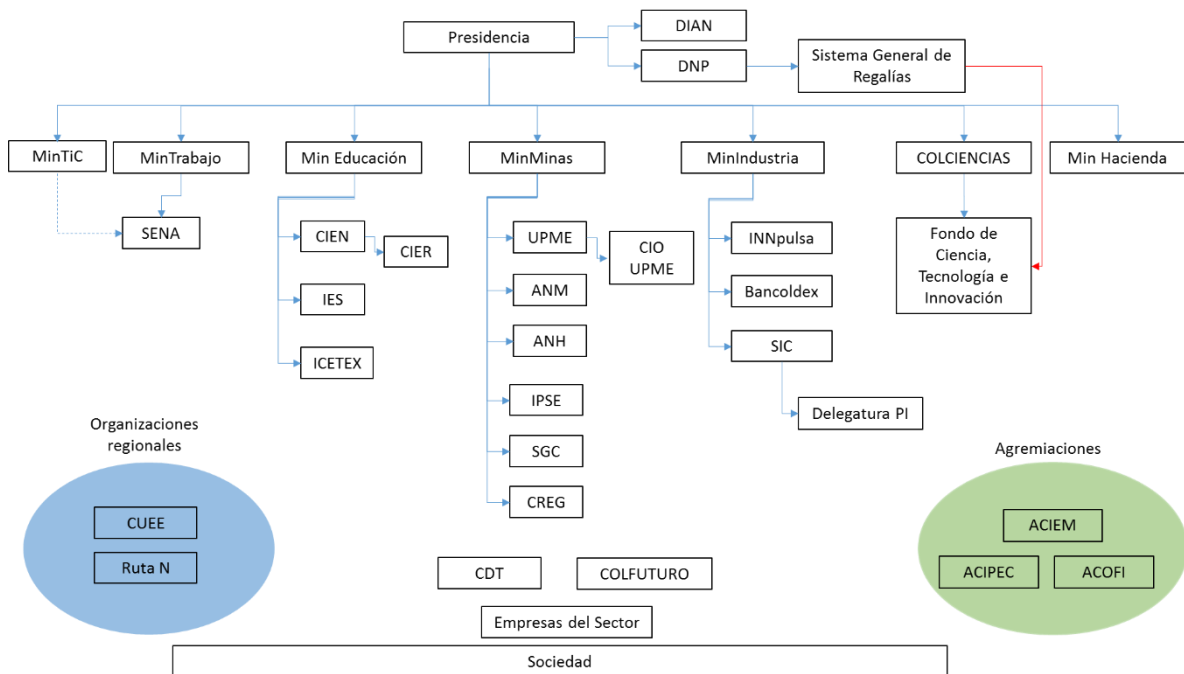 Presidencia
DIAN
DNP
Sistema General de
Regalías
MinTiC
MinTrabajo
Min Educación
MinMinas
MinIndustria
COLCIENCIAS
Min Hacienda
SENA
CIEN
CIER
IES
ICETEX
UPME
CIO
UPME
ANM
ANH
IPSE
SGC
CREG
INNpulsa
Bancoldex
SIC
Delegatura PI
Fondo de
Ciencia,
Tecnología e
Innovación
Organizaciones
regionales
CUEE
Ruta N
Agremiaciones
ACIEM
ACIPEC
ACOFI
CDT
COLFUTURO
Empresas del Sector
Sociedad